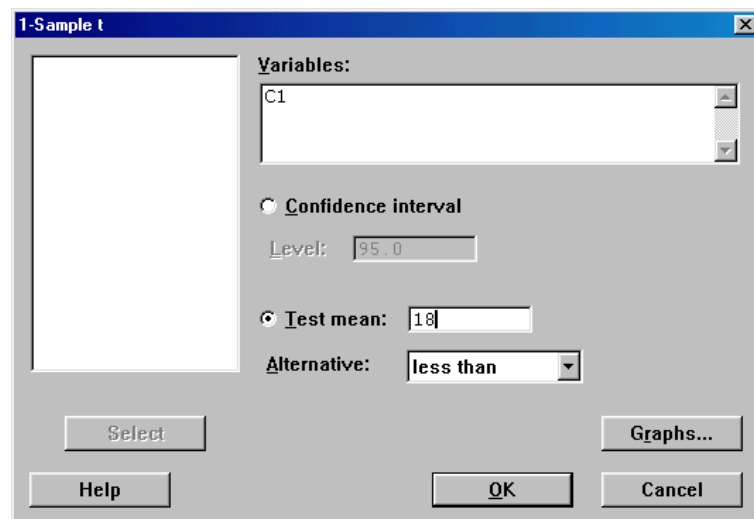 1-Sample t
Variables:
C1
Confidence interval
Level: 95.0
Test mean: 18
Alternative: less than
Select
Graphs...
Help
OK
Cancel